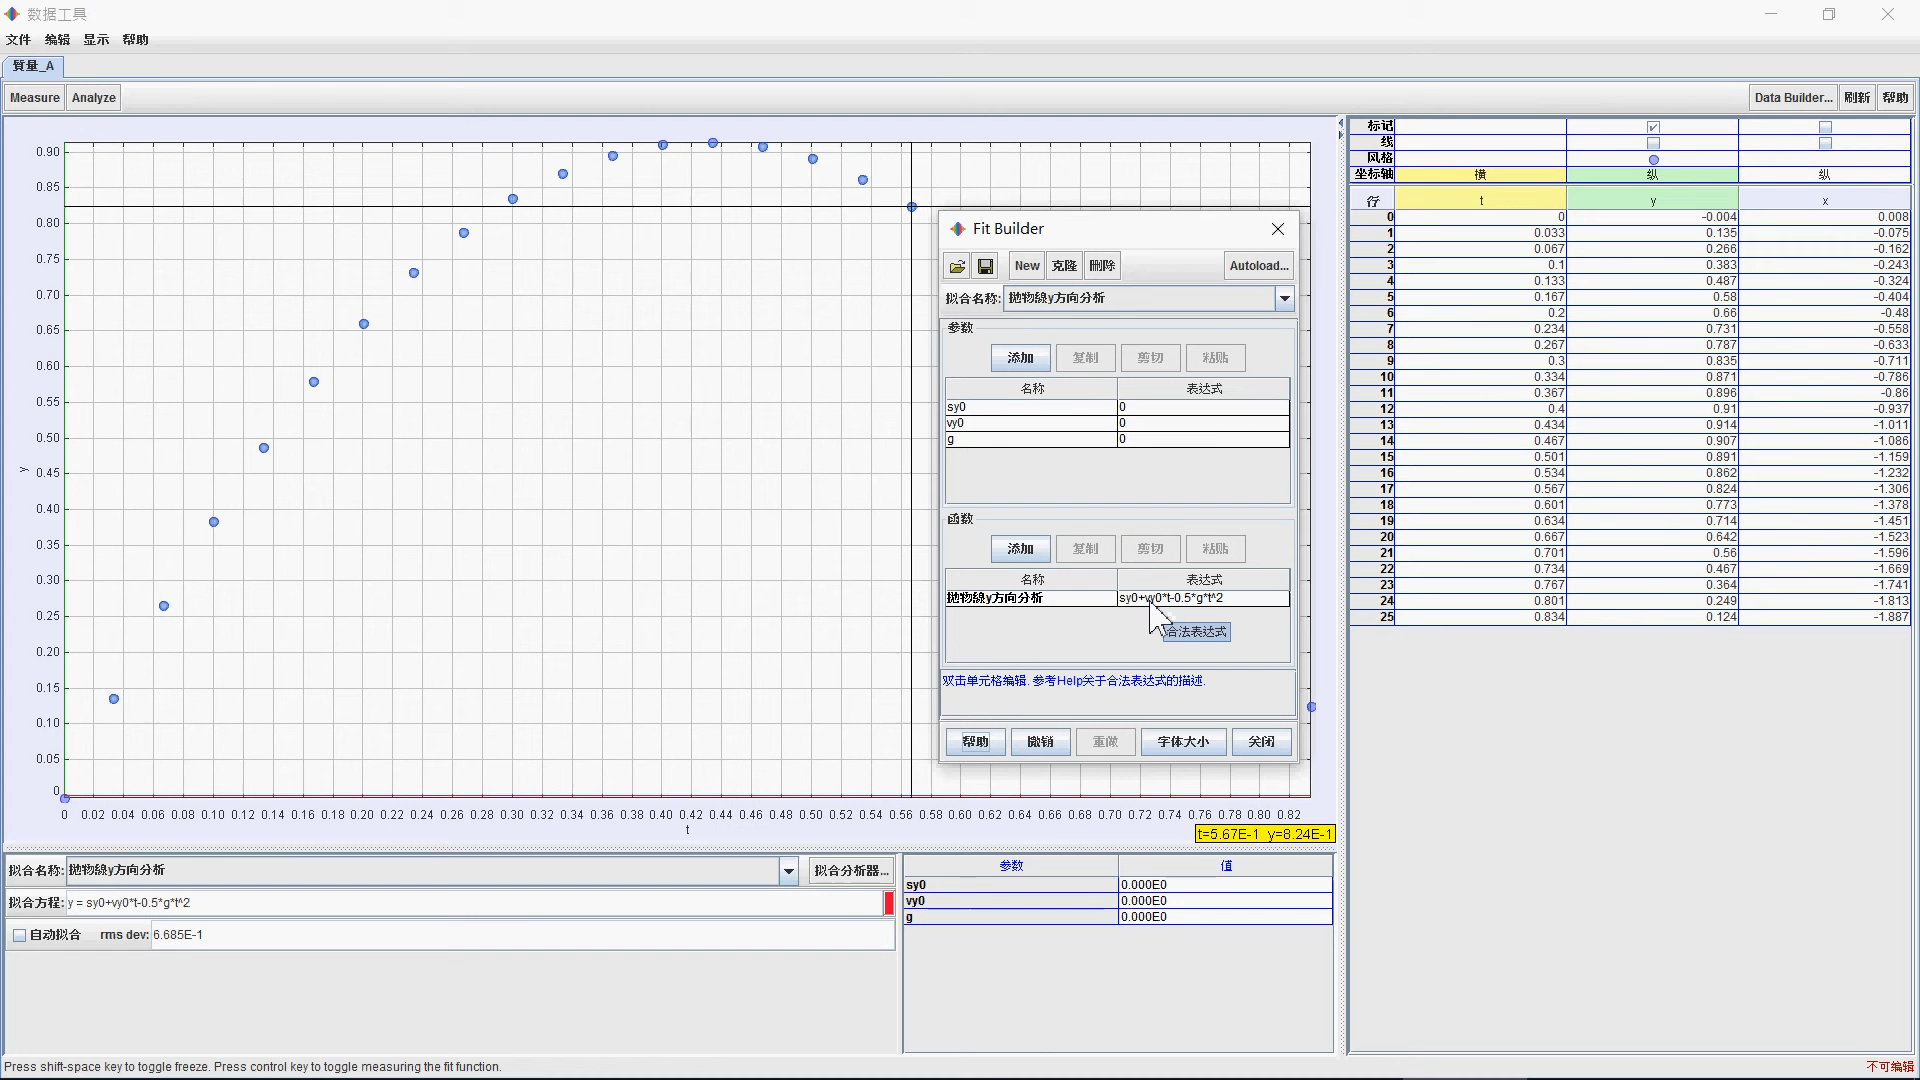 数据工具
文件 编辑 显示 帮助
質量_A
Measure Analyze Data Builder... 刷新 帮助
0.90
0.85
0.80
0.75
0.70
0.65
0.60
0.55
0.50
y 0.45
0.40
0.35
0.30
0.25
0.20
0.15
0.10
0.05
0
0 0.02 0.04 0.06 0.08 0.10 0.12 0.14 0.16 0.18 0.20 0.22 0.24 0.26 0.28 0.30 0.32 0.34 0.36 0.38 0.40 0.42 0.44 0.46 0.48 0.50 0.52 0.54 0.56 0.58 0.60 0.62 0.64 0.66 0.68 0.70 0.72 0.74 0.76 0.78 0.80 0.82
t
t=5.67E-1 y=8.24E-1
Fit Builder
New 克隆 删除 Autoload...
拟合名称: 拋物線y方向分析
参数
添加 复制 剪切 粘贴
名称 表达式
sy0 0
vy0 0
g 0
函数
添加 复制 剪切 粘贴
名称 表达式
拋物線y方向分析 sy0+vy0*t-0.5*g*t^2
合法表达式
双击单元格编辑. 参考Help关于合法表达式的描述.
帮助 撤销 重做 字体大小 关闭
标记
线
风格
坐标轴 横 纵 纵
行 t y x
0 0 -0.004 0.008
1 0.033 0.135 -0.075
2 0.067 0.266 -0.162
3 0.1 0.383 -0.243
4 0.133 0.487 -0.324
5 0.167 0.58 -0.404
6 0.2 0.66 -0.48
7 0.234 0.731 -0.558
8 0.267 0.787 -0.633
9 0.3 0.835 -0.711
10 0.334 0.871 -0.786
11 0.367 0.896 -0.86
12 0.4 0.91 -0.937
13 0.434 0.914 -1.011
14 0.467 0.907 -1.086
15 0.501 0.891 -1.159
16 0.534 0.862 -1.232
17 0.567 0.824 -1.306
18 0.601 0.773 -1.378
19 0.634 0.714 -1.451
20 0.667 0.642 -1.523
21 0.701 0.56 -1.596
22 0.734 0.467 -1.669
23 0.767 0.364 -1.741
24 0.801 0.249 -1.813
25 0.834 0.124 -1.887
拟合名称: 拋物線y方向分析 拟合分析器...
拟合方程: y = sy0+vy0*t-0.5*g*t^2
自动拟合 rms dev: 6.685E-1
参数 值
sy0 0.000E0
vy0 0.000E0
g 0.000E0
Press shift-space key to toggle freeze. Press control key to toggle measuring the fit function. 不可编辑